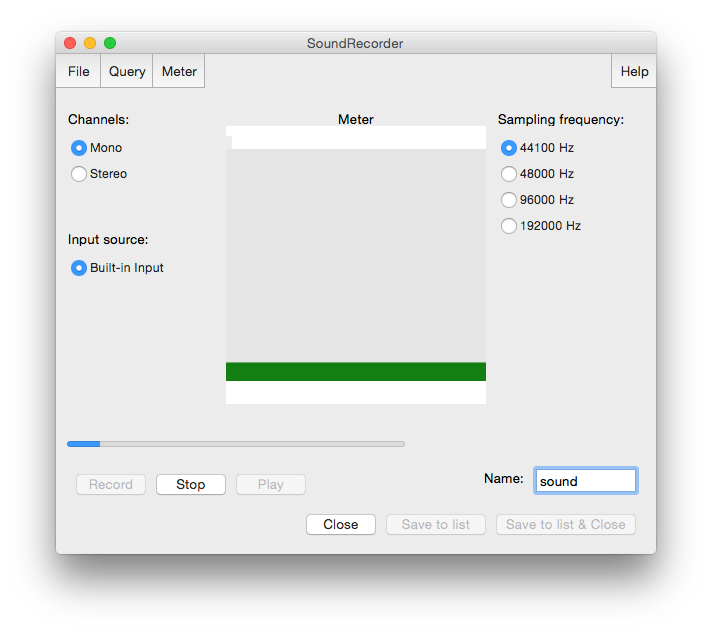 SoundRecorder
File Query Meter Help
Channels:
Mono
Stereo
Input source:
Built-in Input
Meter
Sampling frequency:
44100 Hz
48000 Hz
96000 Hz
192000 Hz
Record Stop Play
Name: sound
Close Save to list Save to list & Close